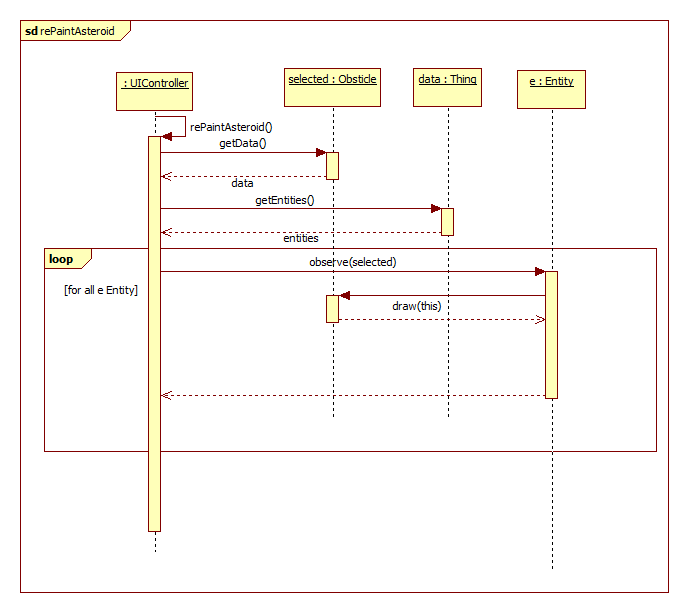 sd rePaintAsteroid
: UIController
selected : Obsticle
data : Thing
e : Entity
rePaintAsteroid()
getData()
data
getEntities()
entities
loop
observe(selected)
[for all e Entity]
draw(this)